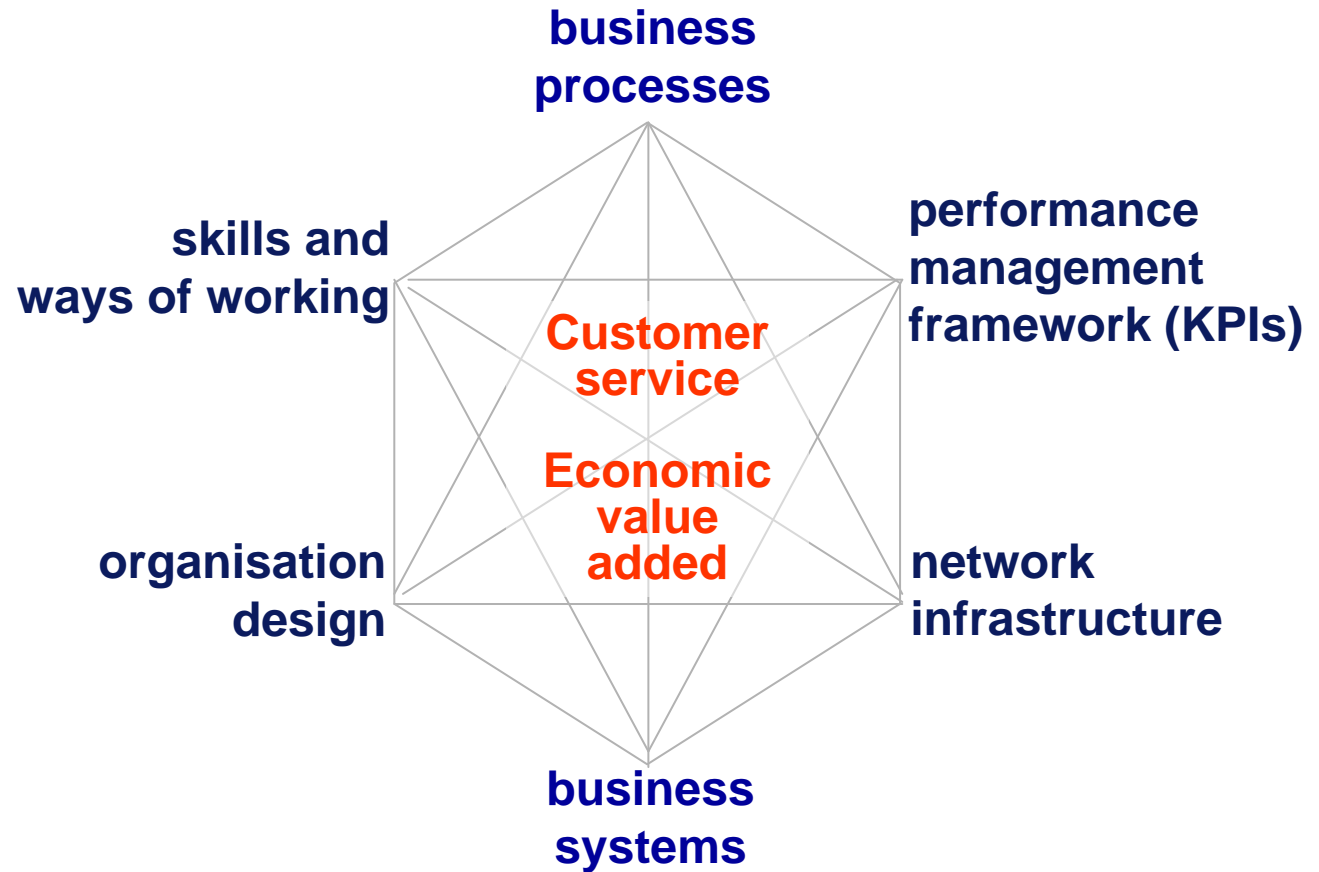 business
processes
skills and
ways of working
performance
management
framework (KPIs)
Customer
service
Economic
value
added
organisation
design
network
infrastructure
business
systems